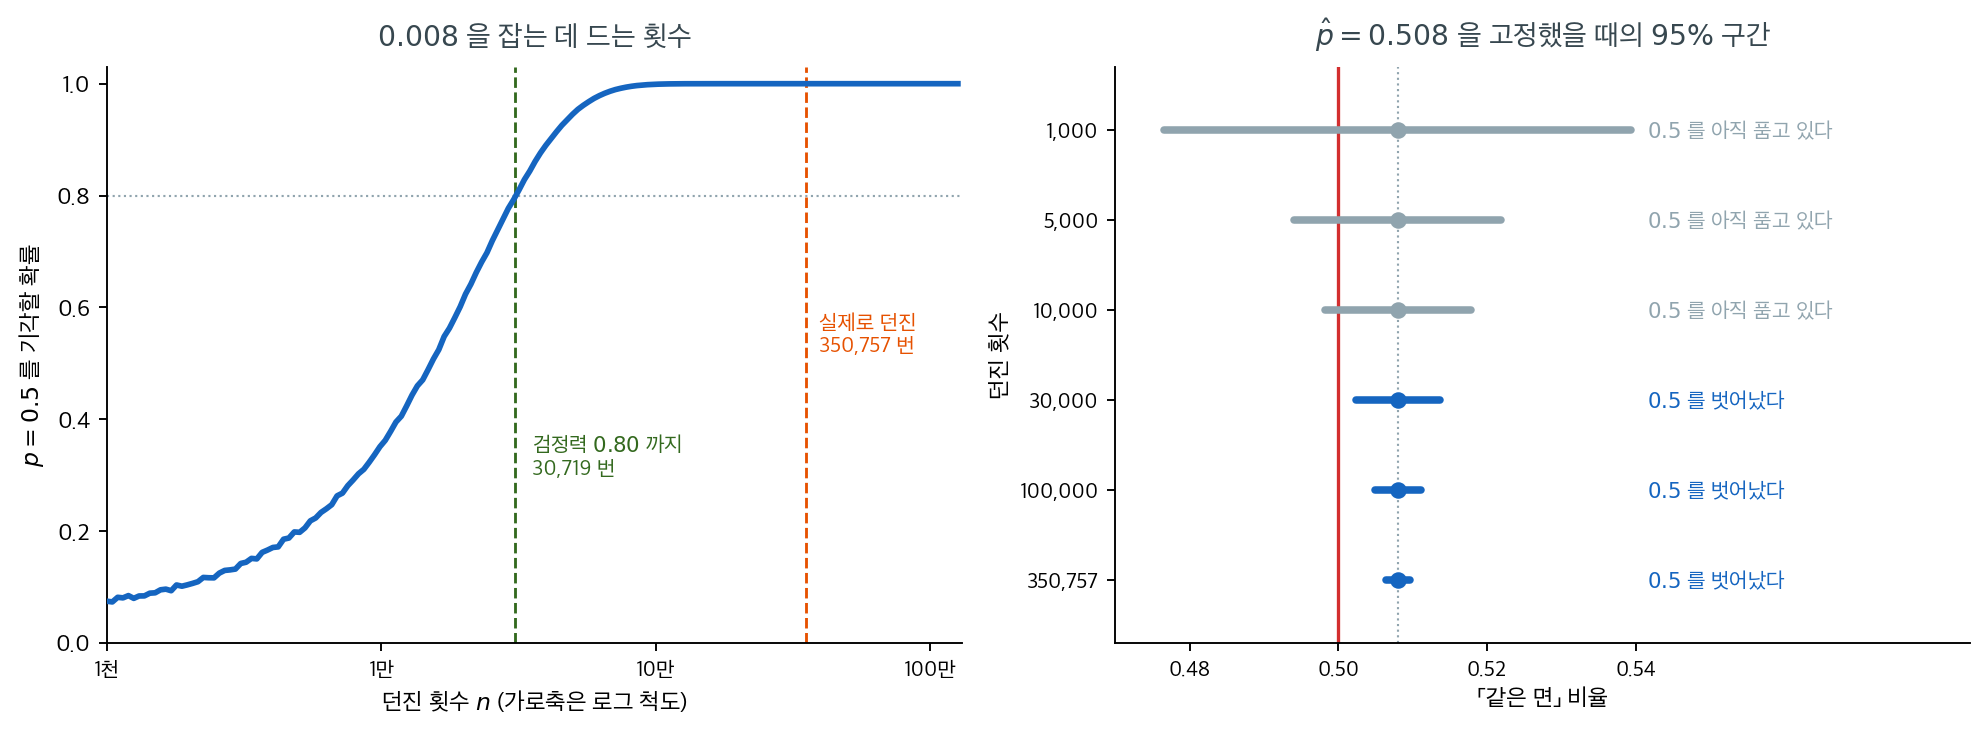 0.008 을 잡는 데 드는 횟수
p = 0.5 를 기각할 확률
1.0
0.8
0.6
0.4
0.2
0.0
실제로 던진
350,757 번
검정력 0.80 까지
30,719 번
1천
1만
10만
100만
던진 횟수 n (가로축은 로그 척도)
p̂ = 0.508 을 고정했을 때의 95% 구간
던진 횟수
1,000
0.5 를 아직 품고 있다
5,000
0.5 를 아직 품고 있다
10,000
0.5 를 아직 품고 있다
30,000
0.5 를 벗어났다
100,000
0.5 를 벗어났다
350,757
0.5 를 벗어났다
0.48
0.50
0.52
0.54
「같은 면」 비율